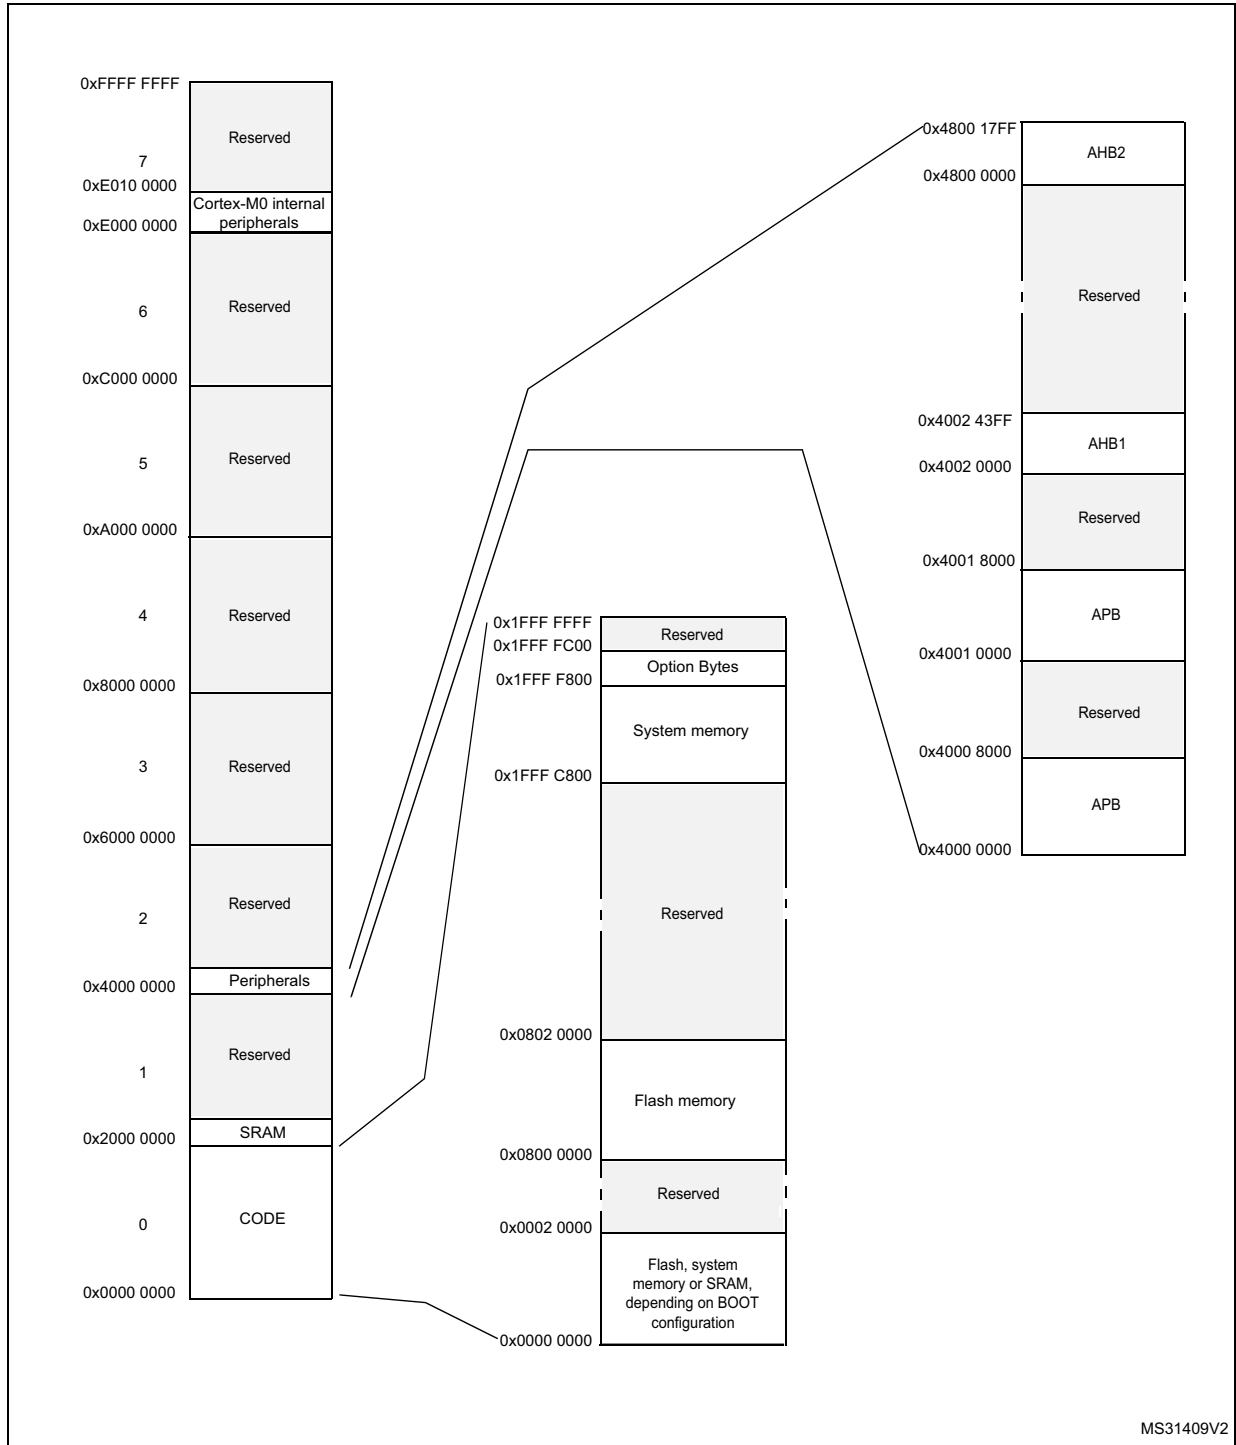 0xFFFF FFFF
Reserved
7
0xE010 0000
Cortex-M0 internal
peripherals
0xE000 0000
Reserved
6
0xC000 0000
Reserved
5
0xA000 0000
Reserved
4
0x8000 0000
Reserved
3
0x6000 0000
Reserved
2
Peripherals
0x4000 0000
Reserved
1
SRAM
0x2000 0000
CODE
0
0x0000 0000
0x1FFF FFFF
Reserved
0x1FFF FC00
Option Bytes
0x1FFF F800
System memory
0x1FFF C800
Reserved
0x0802 0000
Flash memory
0x0800 0000
Reserved
0x0002 0000
Flash, system
memory or SRAM,
depending on BOOT
configuration
0x0000 0000
0x4800 17FF
AHB2
0x4800 0000
Reserved
0x4002 43FF
AHB1
0x4002 0000
Reserved
0x4001 8000
APB
0x4001 0000
Reserved
0x4000 8000
APB
0x4000 0000
MS31409V2